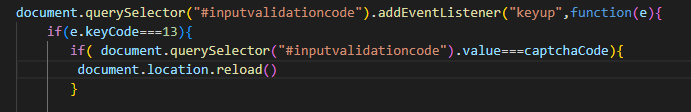 document.querySelector("#inputvalidationcode").addEventListener("keyup",function(e){
if(e.keyCode===13){
if( document.querySelector("#inputvalidationcode").value===captchaCode){
document.location.reload()
}